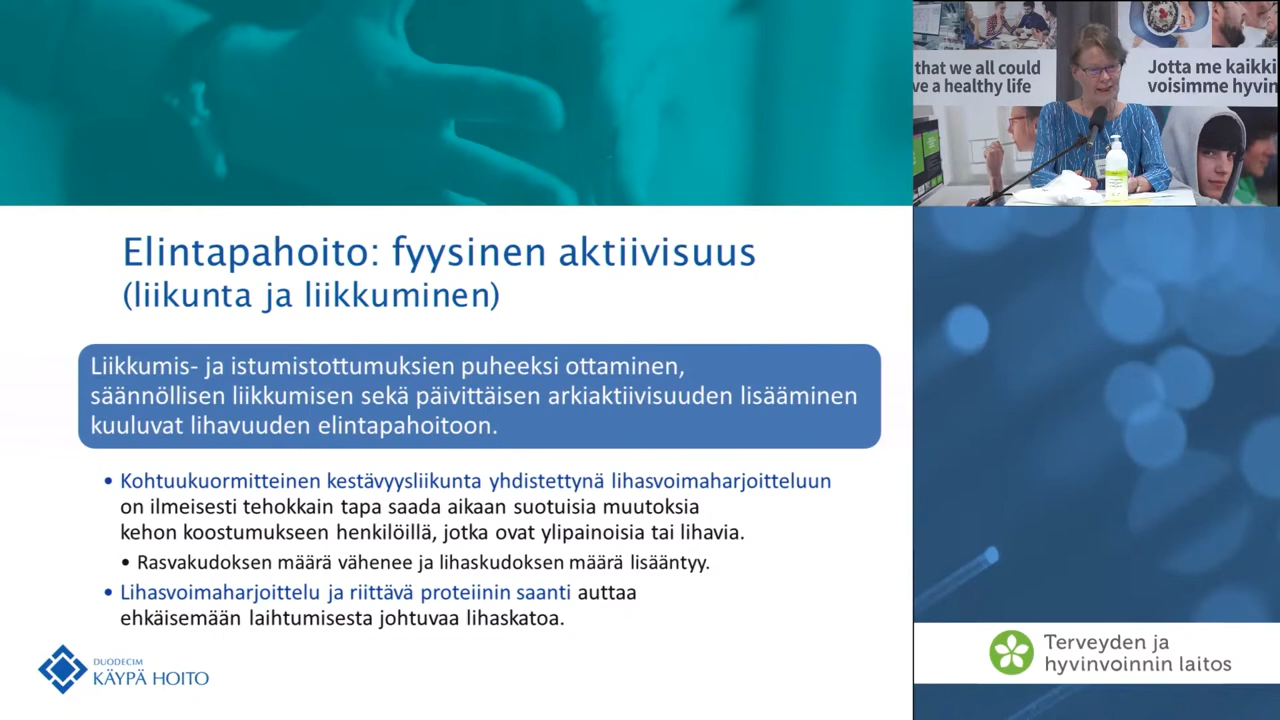 that we all could
ve a healthy life
Jotta me kaikki
voisimme hyvin
Elintapahoito: fyysinen aktiivisuus
(liikunta ja liikkuminen)
Liikkumis- ja istumistottumuksien puheeksi ottaminen,
säännöllisen liikkumisen sekä päivittäisen arkiaktiivisuuden lisääminen
kuuluvat lihavuuden elintapahoitoon.
• Kohtuukuormitteinen kestävyysliikunta yhdistettynä lihasvoimaharjoitteluun
on ilmeisesti tehokkain tapa saada aikaan suotuisia muutoksia
kehon koostumukseen henkilöillä, jotka ovat ylipainoisia tai lihavia.
• Rasvakudoksen määrä vähenee ja lihaskudoksen määrä lisääntyy.
• Lihasvoimaharjoittelu ja riittävä proteiinin saanti auttaa
ehkäisemään laihtumisesta johtuvaa lihaskatoa.
DUODECIM
KÄYPÄ HOITO
Terveyden ja
hyvinvoinnin laitos